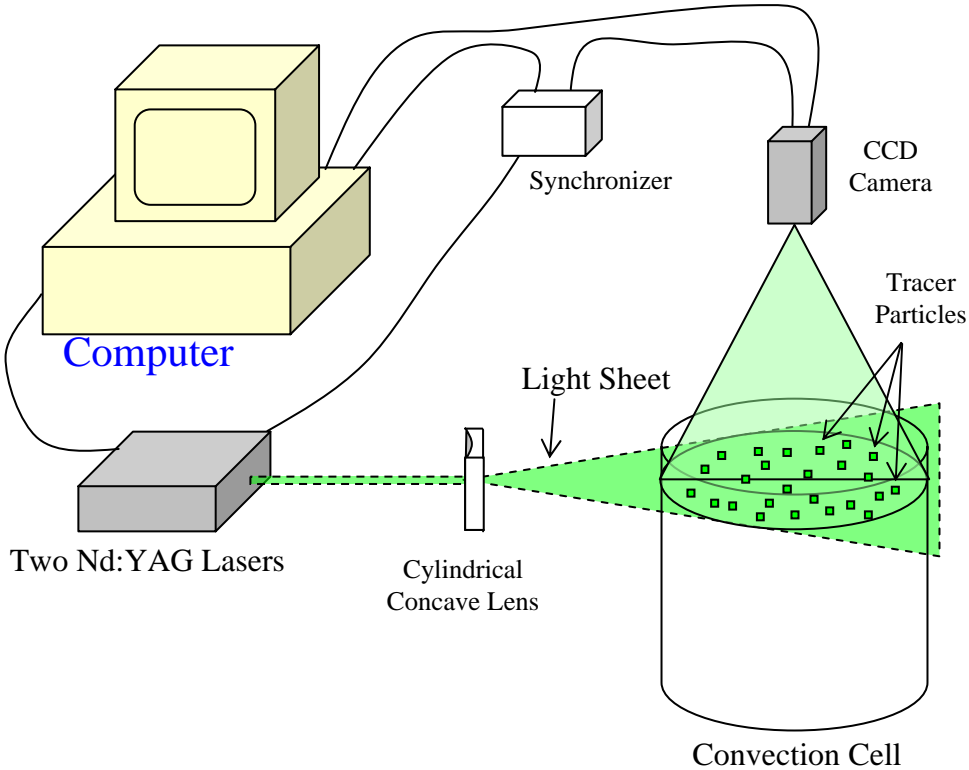 Synchronizer
CCD
Camera
Tracer
Particles
Computer
Light Sheet
Two Nd:YAG Lasers
Cylindrical
Concave Lens
Convection Cell